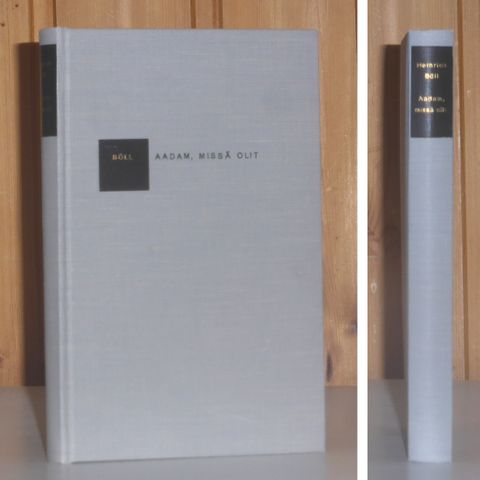 BÖLL AADAM, MISSÄ OLIT
Heinrich
Böll
Aadam,
missä olit